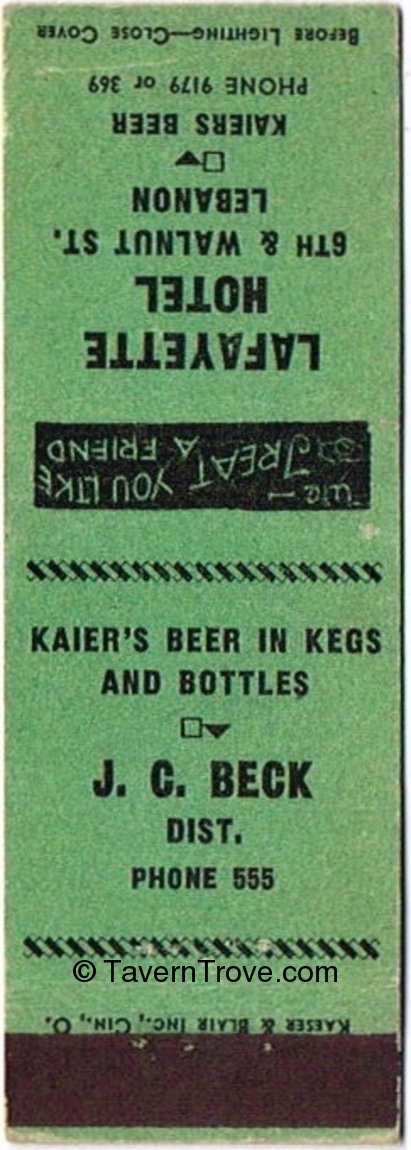 BEFORE LIGHTING—CLOSE COVER
PHONE 9179 or 369
KAIERS BEER
LEBANON
6TH & WALNUT ST.
HOTEL
LAFAYETTE
We TREAT YOU LIKE
A FRIEND
KAIER'S BEER IN KEGS
AND BOTTLES
J. C. BECK
DIST.
PHONE 555
© TavernTrove.com
KAESER & BLAIR INC., CIN., O.